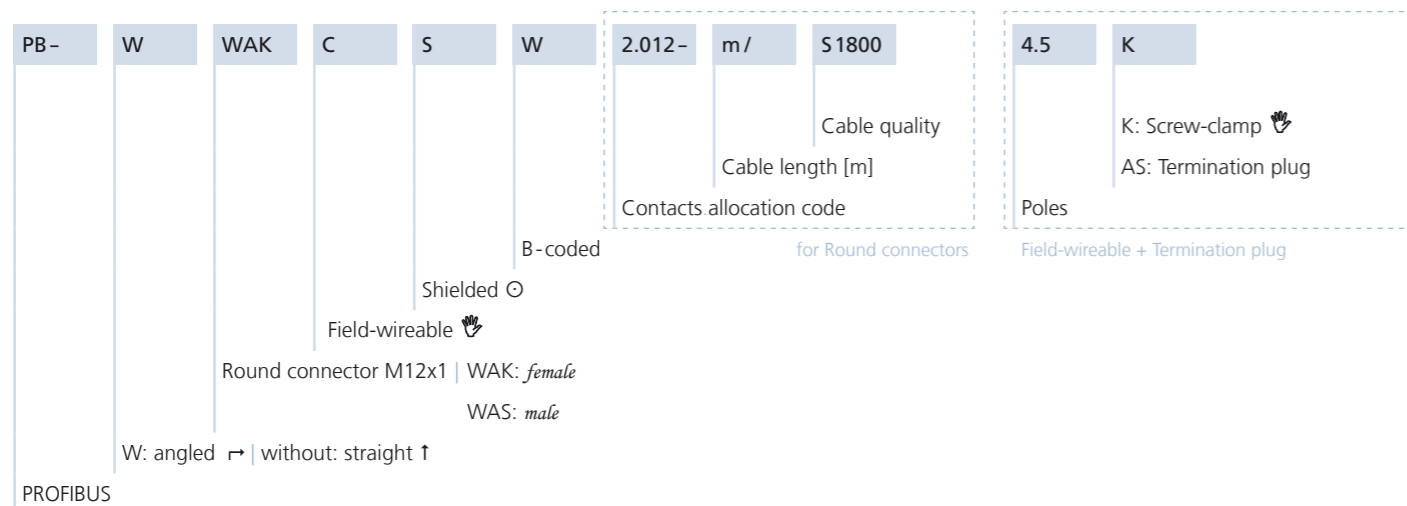 PB– W WAK C S W 2.012– m/ S1800 4.5 K
Cable quality K: Screw-clamp
Cable length [m] AS: Termination plug
Contacts allocation code Poles
B-coded for Round connectors Field-wireable + Termination plug
Shielded
Field-wireable
Round connector M12x1 | WAK: female
WAS: male
W: angled | without: straight
PROFIBUS